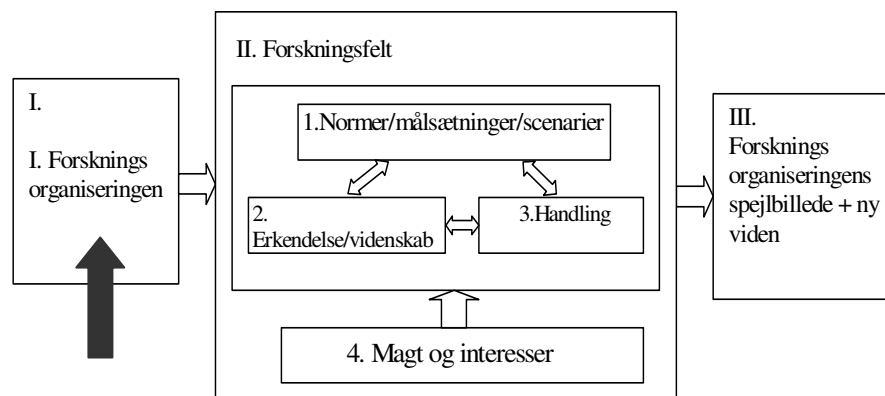 I.
I. Forsknings
organiseringen
II. Forskningsfelt
1.Normer/målsætninger/scenarier
2.
Erkendelse/videnskab
3.Handling
4. Magt og interesser
III.
Forsknings
organiseringens
spejlbillede + ny
viden